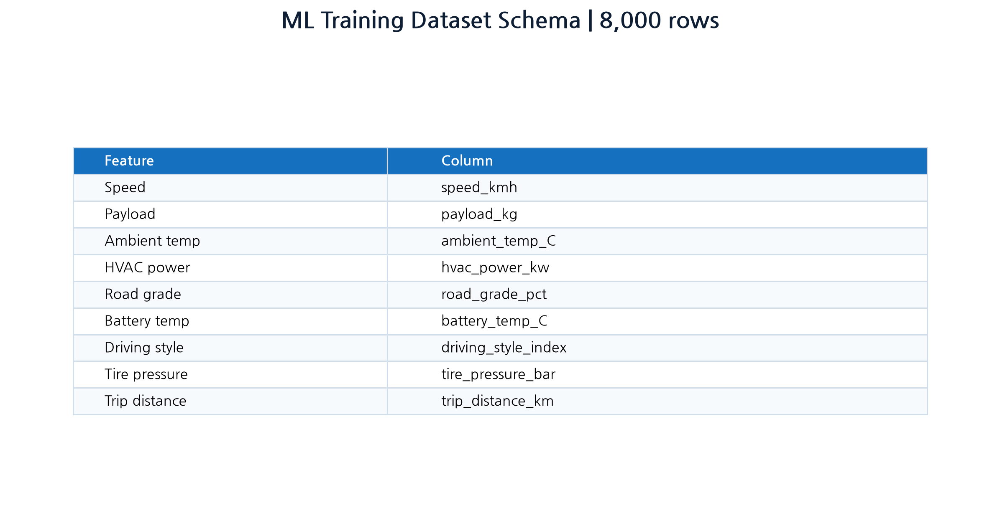 ML Training Dataset Schema | 8,000 rows
Feature Column
Speed speed_kmh
Payload payload_kg
Ambient temp ambient_temp_C
HVAC power hvac_power_kw
Road grade road_grade_pct
Battery temp battery_temp_C
Driving style driving_style_index
Tire pressure tire_pressure_bar
Trip distance trip_distance_km